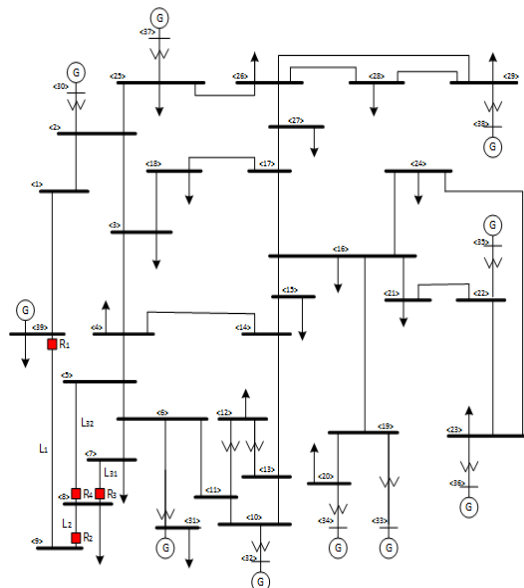 G
<37>
G
<30>
<25>
<26>
<28>
<29>
<38>
G
<2>
<27>
<18>
<17>
<24>
<1>
<3>
<16>
G
<35>
<15>
<21>
<22>
G
<39>
R1
<4>
<14>
<5>
L32
<6>
<12>
<19>
<23>
L1
<7>
L31
<13>
<20>
<36>
G
<8>
R4
R3
<11>
L2
R2
<9>
<31>
G
<10>
<34>
G
<33>
G
<32>
G